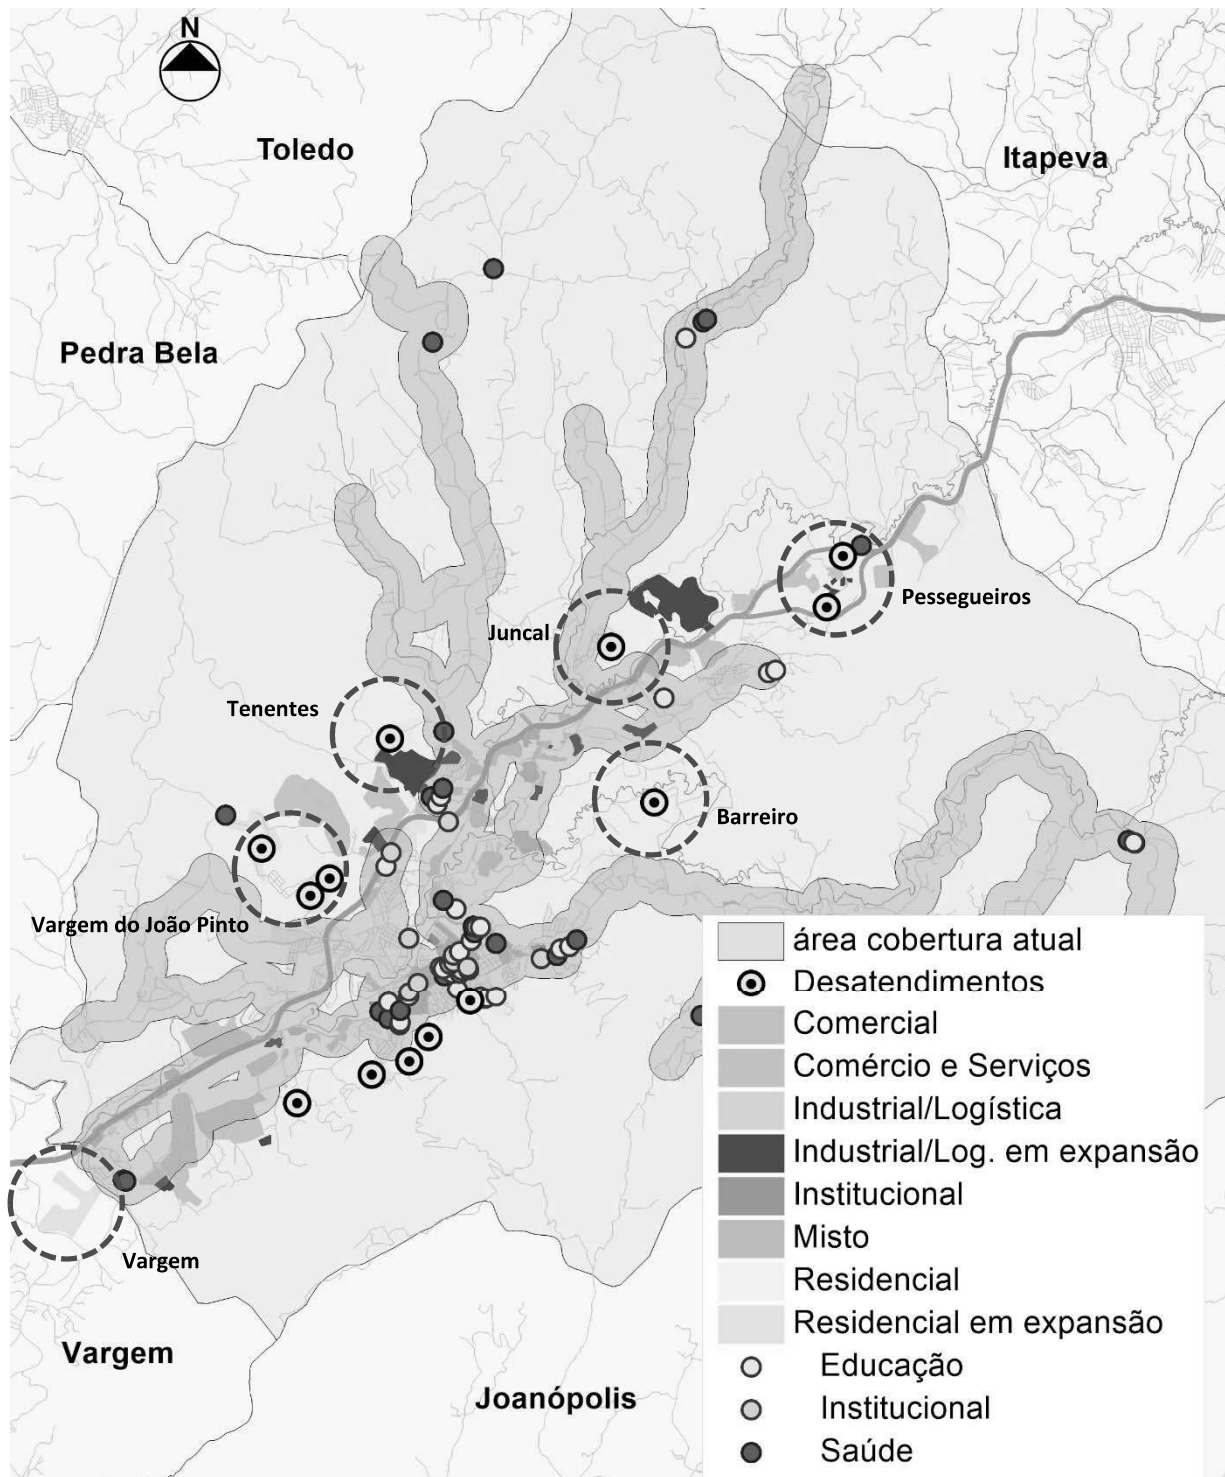 N
Toledo
Itapeva
Pedra Bela
Pessegueiros
Juncal
Tenentes
Barreiro
Vargem do João Pinto
área cobertura atual
Desatendimentos
Comercial
Comércio e Serviços
Industrial/Logística
Industrial/Log. em expansão
Institucional
Misto
Residencial
Residencial em expansão
Educação
Institucional
Saúde
Vargem
Vargem
Joanópolis